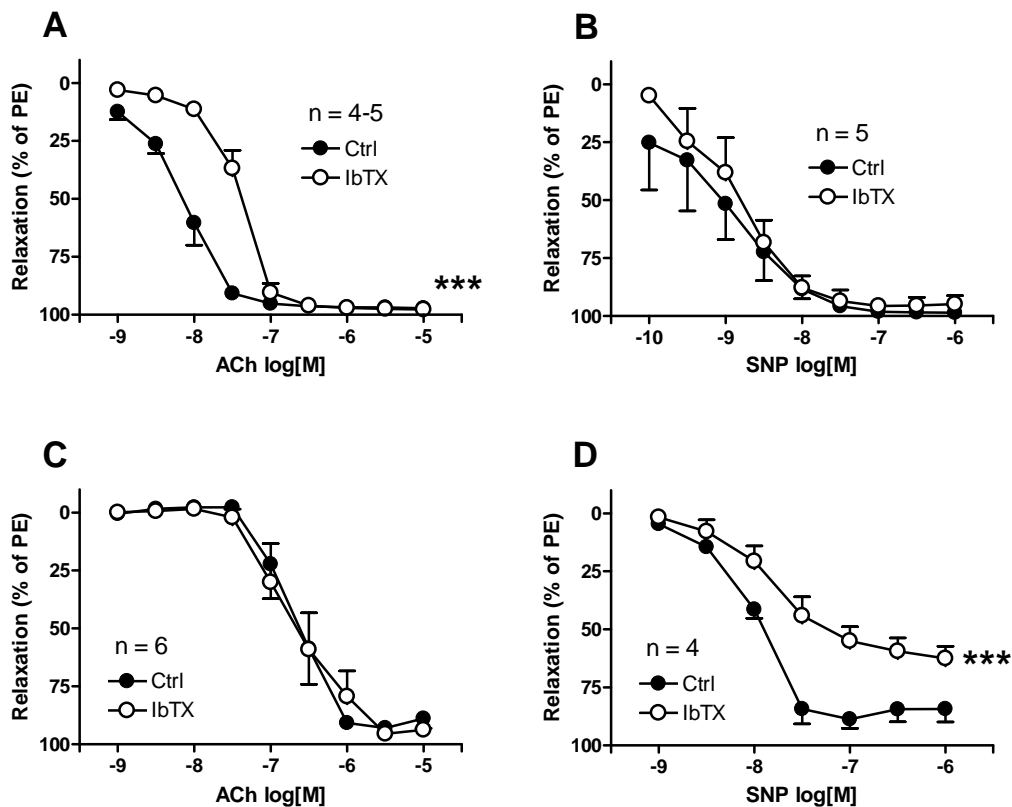 A
Relaxation (% of PE)
0
25
50
75
100
n = 4-5
Ctrl
IbTX
***
-9 -8 -7 -6 -5
ACh log[M]
B
Relaxation (% of PE)
0
25
50
75
100
n = 5
Ctrl
IbTX
-10 -9 -8 -7 -6
SNP log[M]
C
Relaxation (% of PE)
0
25
50
75
100
n = 6
Ctrl
IbTX
-9 -8 -7 -6 -5
ACh log[M]
D
Relaxation (% of PE)
0
25
50
75
100
n = 4
Ctrl
IbTX
***
-9 -8 -7 -6
SNP log[M]